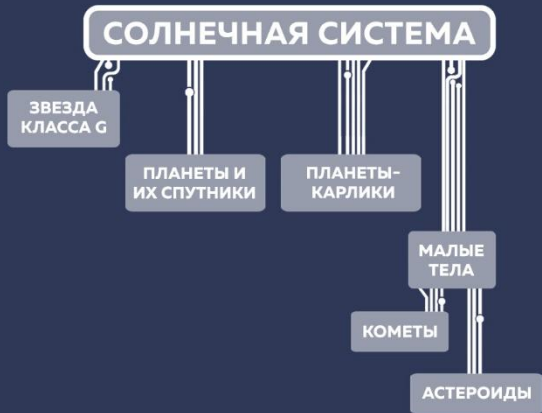 СОЛНЕЧНАЯ СИСТЕМА
ЗВЕЗДА
КЛАССА G
ПЛАНЕТЫ И
ИХ СПУТНИКИ
ПЛАНЕТЫ-
КАРЛИКИ
МАЛЫЕ
ТЕЛА
КОМЕТЫ
АСТЕРОИДЫ